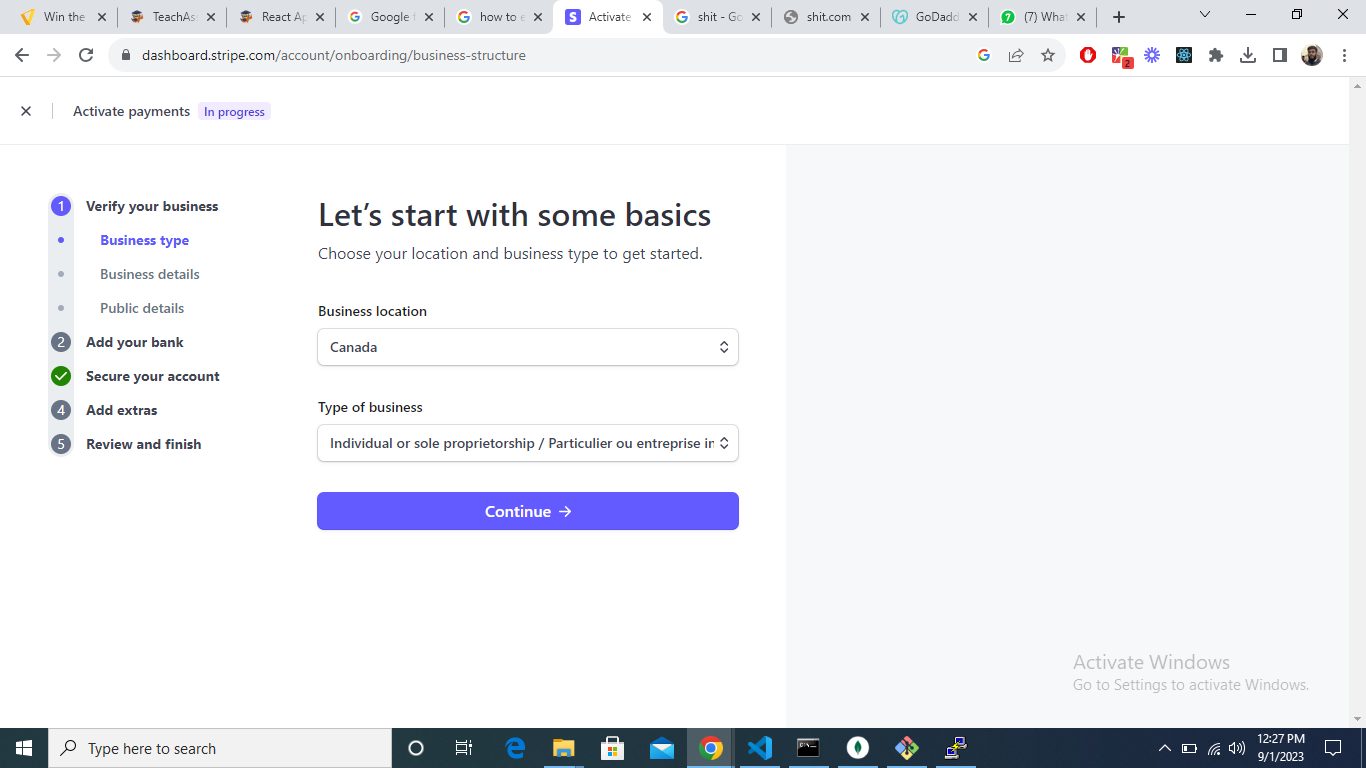 Win the
TeachAs
React Ap
Google f
how to e
Activate
shit - Go
shit.com
GoDadd
(7) What
dashboard.stripe.com/account/onboarding/business-structure
2
Activate payments
In progress
1 Verify your business
Business type
Business details
Public details
2 Add your bank
Secure your account
4 Add extras
5 Review and finish
Let's start with some basics
Choose your location and business type to get started.
Business location
Canada
Type of business
Individual or sole proprietorship / Particulier ou entreprise in
Continue →
Activate Windows
Go to Settings to activate Windows.
Type here to search
12:27 PM
9/1/2023